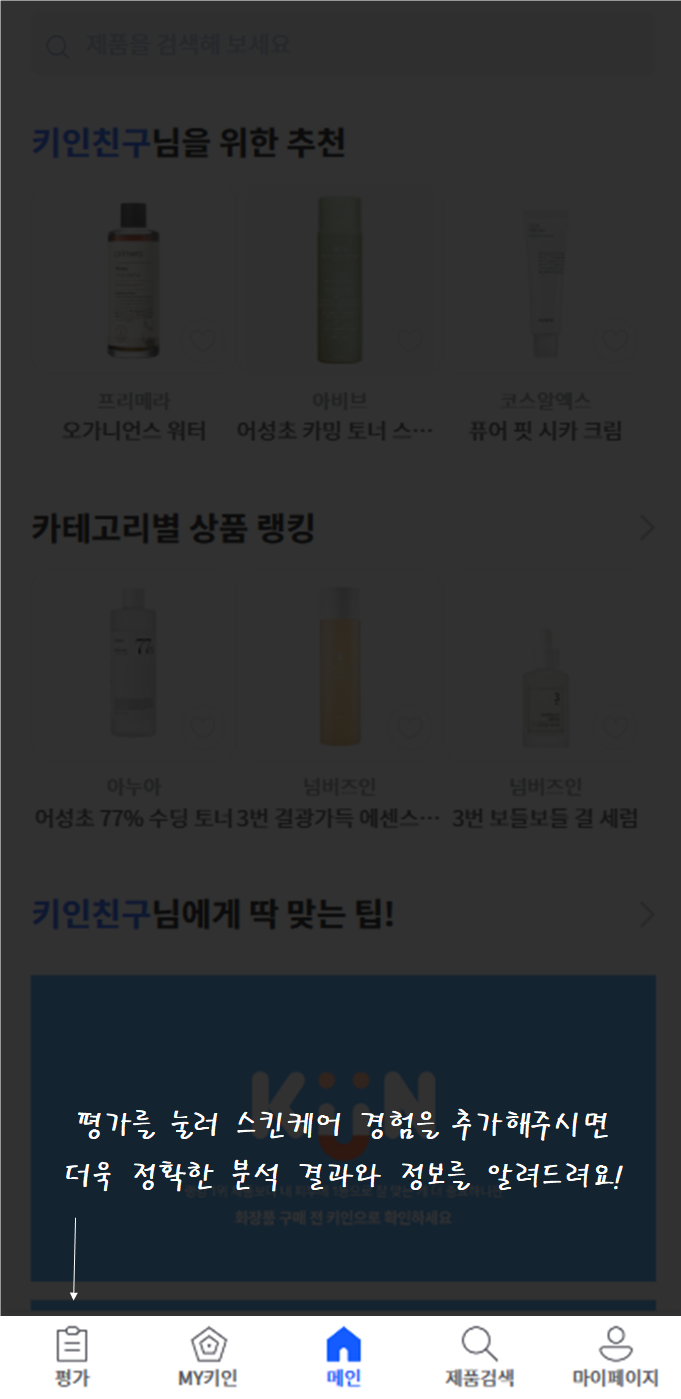 제품을 검색해 보세요
키인친구님을 위한 추천
프리메라 아비브 코스알엑스
오가니언스 워터 어성초 카밍 토너 스… 퓨어 핏 시카 크림
카테고리별 상품 랭킹
77
3
아누아 넘버즈인 넘버즈인
어성초 77% 수딩 토너 3번 결광가득 에센스… 3번 보들보들 결 세럼
키인친구님에게 딱 맞는 팁!
KiiN
평가를 눌러 스킨케어 경험을 추가해주시면
더욱 정확한 분석 결과와 정보를 알려드려요!
화장품 구매 전 키인으로 확인하세요
평가 MY키인 메인 제품검색 마이페이지